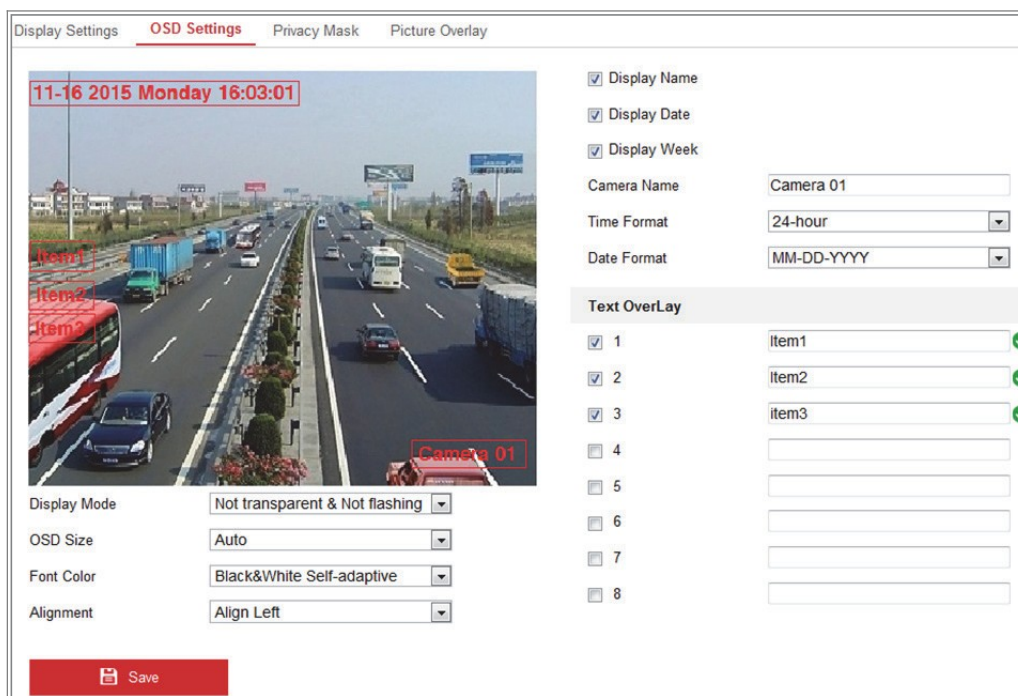 Display Settings OSD Settings Privacy Mask Picture Overlay
11-16 2015 Monday 16:03:01
Item1
Item2
Item3
Camera 01
Display Mode Not transparent & Not flashing
OSD Size Auto
Font Color Black&White Self-adaptive
Alignment Align Left
Save
Display Name
Display Date
Display Week
Camera Name Camera 01
Time Format 24-hour
Date Format MM-DD-YYYY
Text OverLay
1 Item1
2 Item2
3 item3
4
5
6
7
8